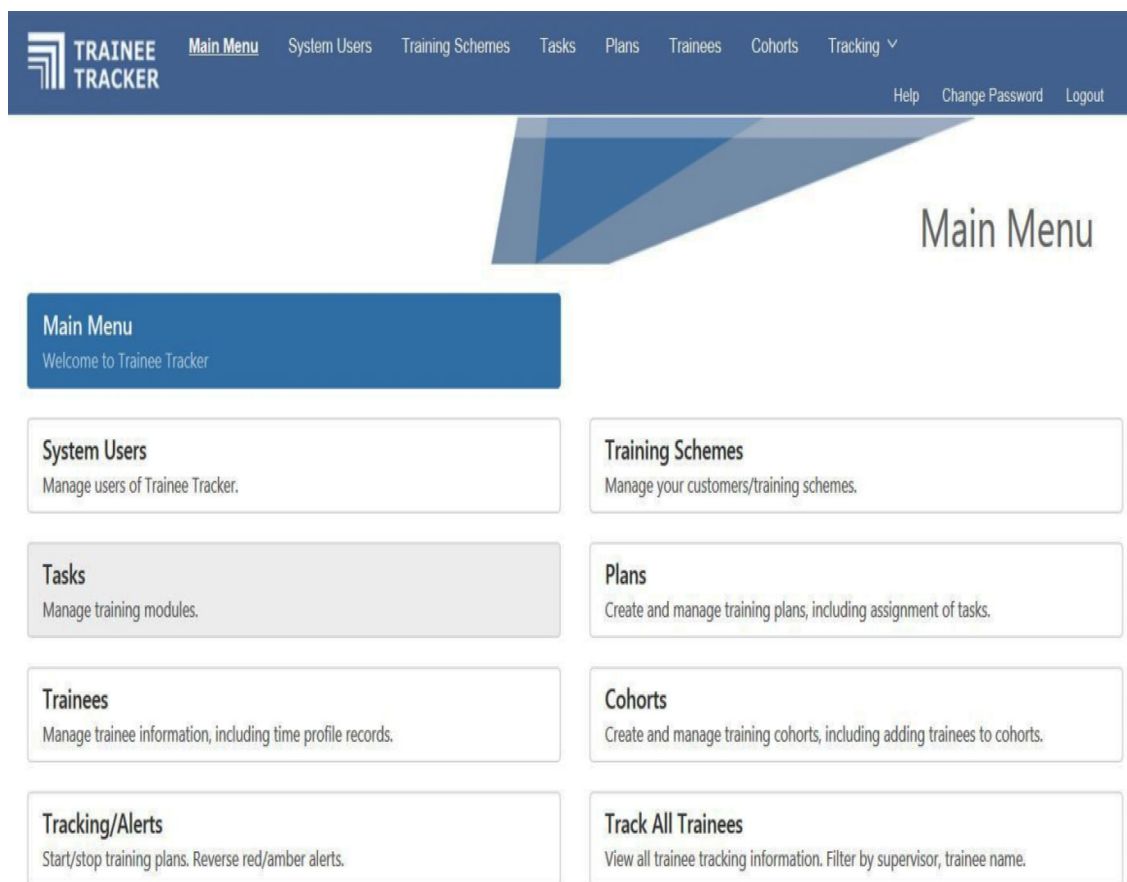 TRAINEE
TRACKER
Main Menu
System Users
Training Schemes
Tasks
Plans
Trainees
Cohorts
Tracking
Help
Change Password
Logout
Main Menu
Main Menu
Welcome to Trainee Tracker
System Users
Manage users of Trainee Tracker.
Training Schemes
Manage your customers/training schemes.
Tasks
Manage training modules.
Plans
Create and manage training plans, including assignment of tasks.
Trainees
Manage trainee information, including time profile records.
Cohorts
Create and manage training cohorts, including adding trainees to cohorts.
Tracking/Alerts
Start/stop training plans. Reverse red/amber alerts.
Track All Trainees
View all trainee tracking information. Filter by supervisor, trainee name.